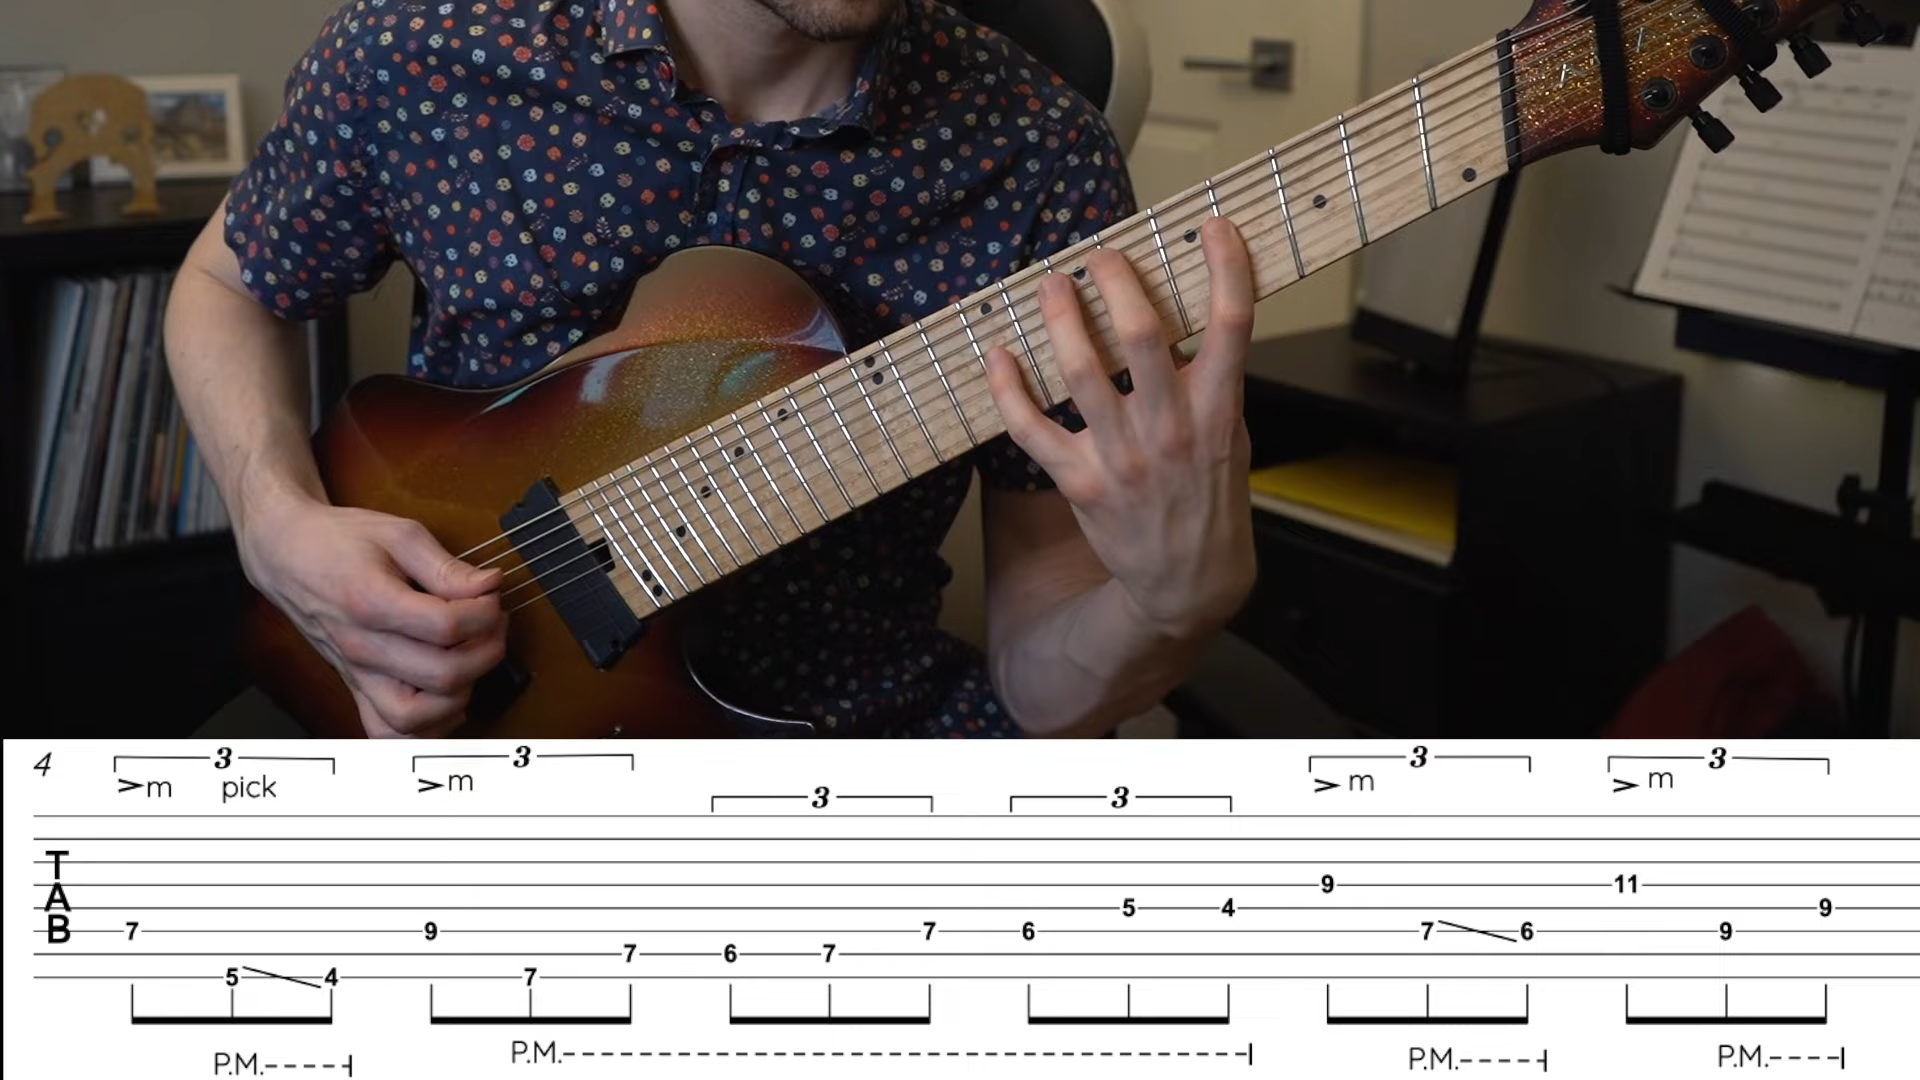 4 3 3 3 3 3 3
>m pick >m >m >m
TAB
9 11
5 4 9
7 9 7 6 7 6 9
7 6 7
5 4 7
P.M.-----| P.M.-----| P.M.----| P.M.----|